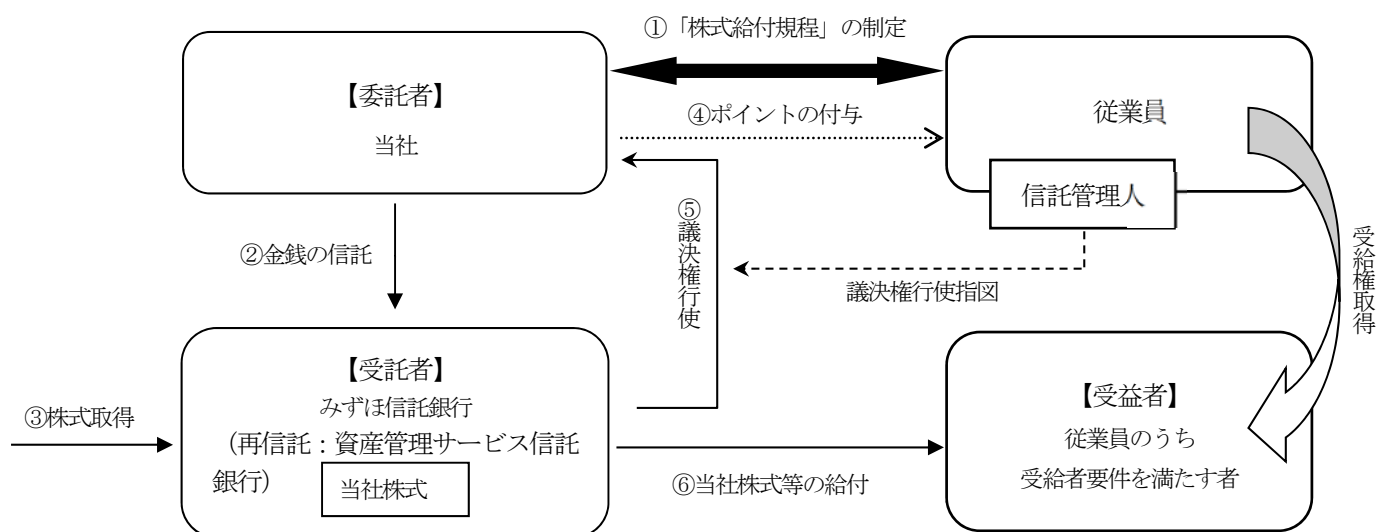 ①「株式給付規程」の制定
【委託者】
当社
④ポイントの付与
従業員
信託管理人
②金銭の信託
⑤議決権行使
議決権行使指図
受給権取得
③株式取得
【受託者】
みずほ信託銀行
（再信託：資産管理サービス信託
銀行）
当社株式
⑥当社株式等の給付
【受益者】
従業員のうち
受給者要件を満たす者